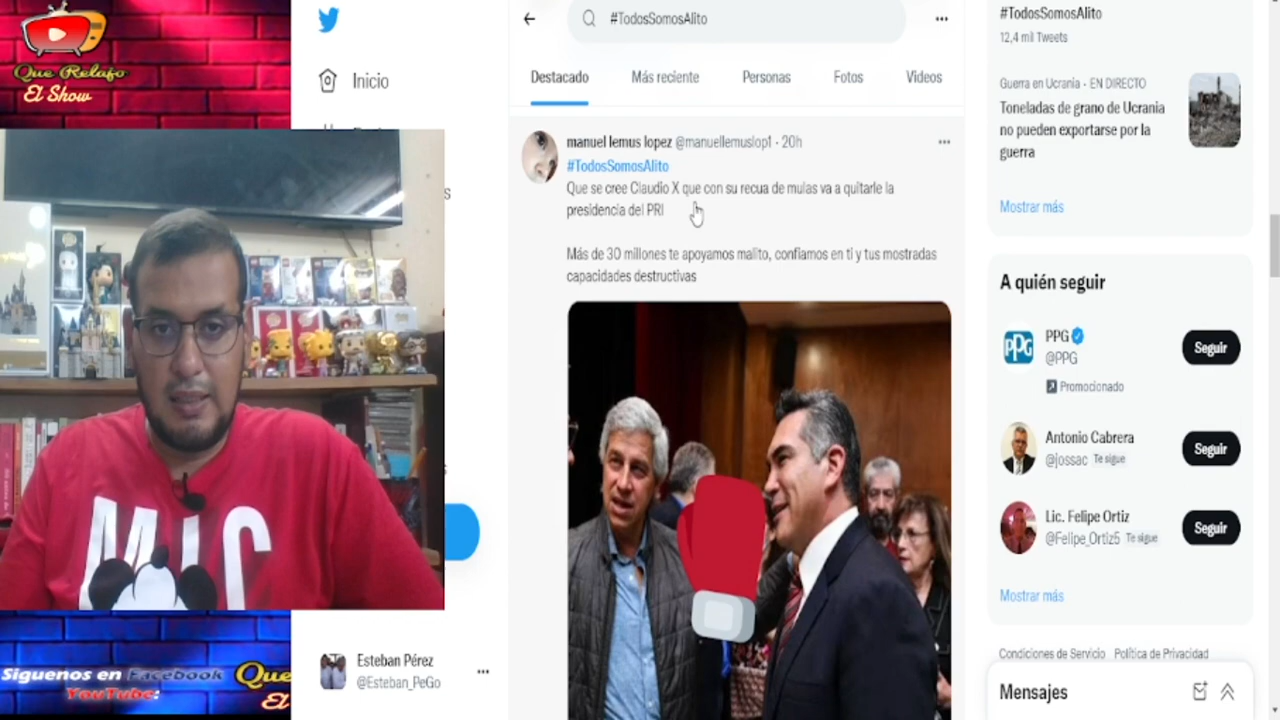 Que Relajo
El Show
Inicio
MIC
Siguenos en Facebook
YouTube:
Que
El
Esteban Pérez
@Esteban_PeGo
#TodosSomosAlito
Destacado Más reciente Personas Fotos Videos
manuel lemus lopez @manuellemuslop1 · 20h
#TodosSomosAlito
Que se cree Claudio X que con su recua de mulas va a quitarle la
presidencia del PRI
Más de 30 millones te apoyamos malito, confiamos en ti y tus mostradas
capacidades destructivas
#TodosSomosAlito
12,4 mil Tweets
Guerra en Ucrania · EN DIRECTO
Toneladas de grano de Ucrania
no pueden exportarse por la
guerra
Mostrar más
A quién seguir
PPG
@PPG
Seguir
Promocionado
Antonio Cabrera
@jossac Te sigue
Seguir
Lic. Felipe Ortiz
@Felipe_Ortiz5 Te sigue
Seguir
Mostrar más
Condiciones de Servicio Política de Privacidad
Mensajes